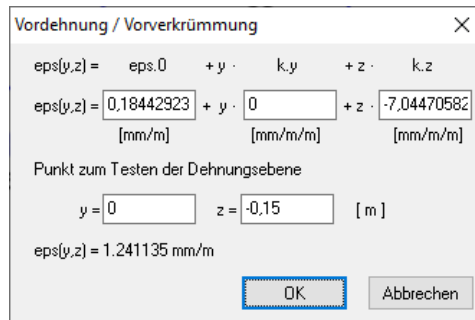 Vordehnung / Vorverkrümmung
eps(y,z) = eps.0 + y · k.y + z · k.z
eps(y,z) = 0,18442923 + y · 0 + z · -7,04470582
[mm/m] [mm/m/m] [mm/m/m]
Punkt zum Testen der Dehnungsebene
y = 0 z = -0,15 [ m ]
eps(y,z) = 1.241135 mm/m
OK Abbrechen